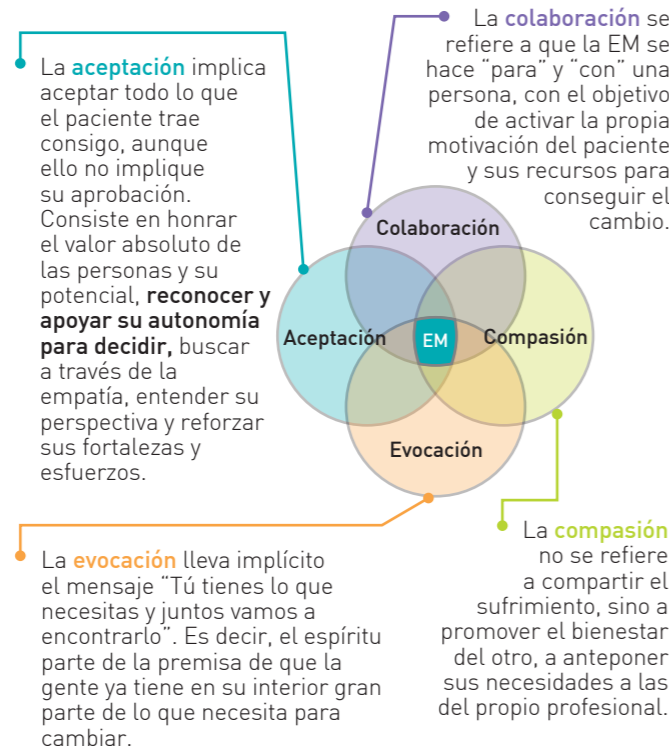 La aceptación implica
aceptar todo lo que
el paciente trae
consigo, aunque
ello no implique
su aprobación.
Consiste en honrar
el valor absoluto de
las personas y su
potencial, reconocer y
apoyar su autonomía
para decidir, buscar
a través de la
empatía, entender su
perspectiva y reforzar
sus fortalezas y
esfuerzos.
La colaboración se
refiere a que la EM se
hace “para” y “con” una
persona, con el objetivo
de activar la propia
motivación del paciente
y sus recursos para
conseguir el
cambio.
Colaboración
Aceptación
EM
Compasión
Evocación
La evocación lleva implícito
el mensaje “Tú tienes lo que
necesitas y juntos vamos a
encontrarlo”. Es decir, el espíritu
parte de la premisa de que la
gente ya tiene en su interior gran
parte de lo que necesita para
cambiar.
La compasión
no se refiere
a compartir el
sufrimiento, sino a
promover el bienestar
del otro, a anteponer
sus necesidades a las
del propio profesional.